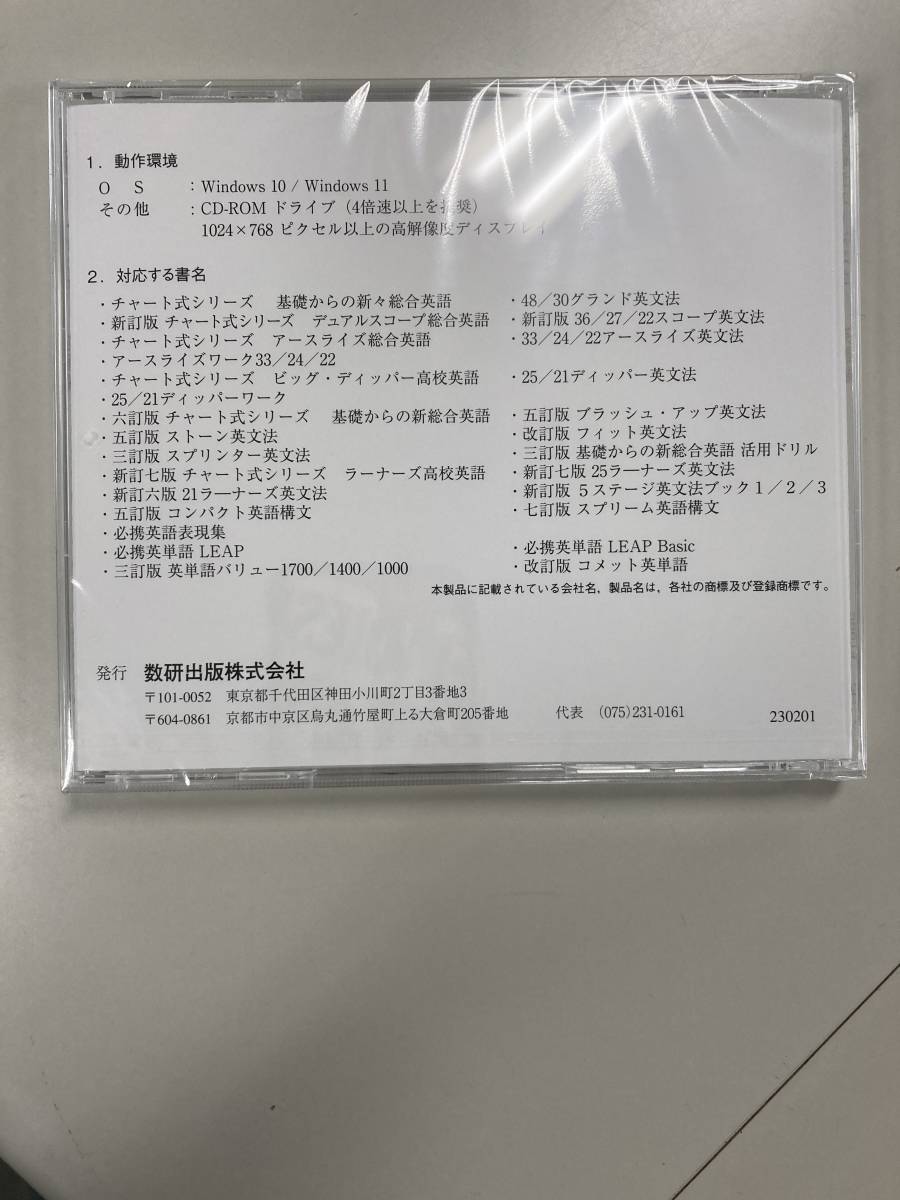 1．動作環境
O S ：Windows 10 / Windows 11
その他 ：CD-ROM ドライブ（4倍速以上を推奨）
1024×768 ピクセル以上の高解像度ディスプレイ
2．対応する書名
・チャート式シリーズ 基礎からの新々総合英語 ・48／30グランド英文法
・新訂版 チャート式シリーズ デュアルスコープ総合英語 ・新訂版 36／27／22スコープ英文法
・チャート式シリーズ アースライズ総合英語 ・33／24／22アースライズ英文法
・アースライズワーク33／24／22
・チャート式シリーズ ビッグ・ディッパー高校英語 ・25／21ディッパー英文法
・25／21ディッパーワーク
・六訂版 チャート式シリーズ 基礎からの新総合英語 ・五訂版 ブラッシュ・アップ英文法
・五訂版 ストーン英文法 ・改訂版 フィット英文法
・三訂版 スプリンター英文法 ・三訂版 基礎からの新総合英語 活用ドリル
・新訂七版 チャート式シリーズ ラーナーズ高校英語 ・新訂七版 25ラーナーズ英文法
・新訂六版 21ラーナーズ英文法 ・新訂版 5ステージ英文法ブック1／2／3
・五訂版 コンパクト英語構文 ・七訂版 スプリーム英語構文
・必携英語表現集
・必携英単語 LEAP ・必携英単語 LEAP Basic
・三訂版 英単語バリュー1700／1400／1000 ・改訂版 コメット英単語
本製品に記載されている会社名，製品名は，各社の商標及び登録商標です。
発行 数研出版株式会社
〒101-0052 東京都千代田区神田小川町2丁目3番地3
〒604-0861 京都市中京区烏丸通竹屋町上る大倉町205番地 代表 （075）231-0161 230201